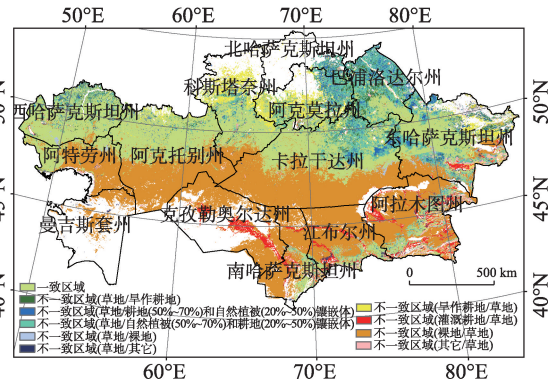 50°E 60°E 70°E 80°E
北哈萨克斯坦州
巴浦洛达尔州
科斯塔奈州
50°N 50°N
西哈萨克斯坦州 阿克莫拉州
东哈萨克斯坦州
阿特劳州 阿克托别州 卡拉干达州
45°N 45°N
曼吉斯套州 克孜勒奥尔达州 阿拉木图州
江布尔州
南哈萨克斯坦州
0 500 km
40°N 40°N
一致区域
不一致区域(草地/旱作耕地)
不一致区域(草地/耕地(50%~70%)和自然植被(20%~50%)镶嵌体)
不一致区域(草地/自然植被(50%~70%)和耕地(20%~50%)镶嵌体)
不一致区域(草地/裸地)
不一致区域(草地/其它)
不一致区域(旱作耕地/草地)
不一致区域(灌溉耕地/草地)
不一致区域(裸地/草地)
不一致区域(其它/草地)
60°E 70°E 80°E